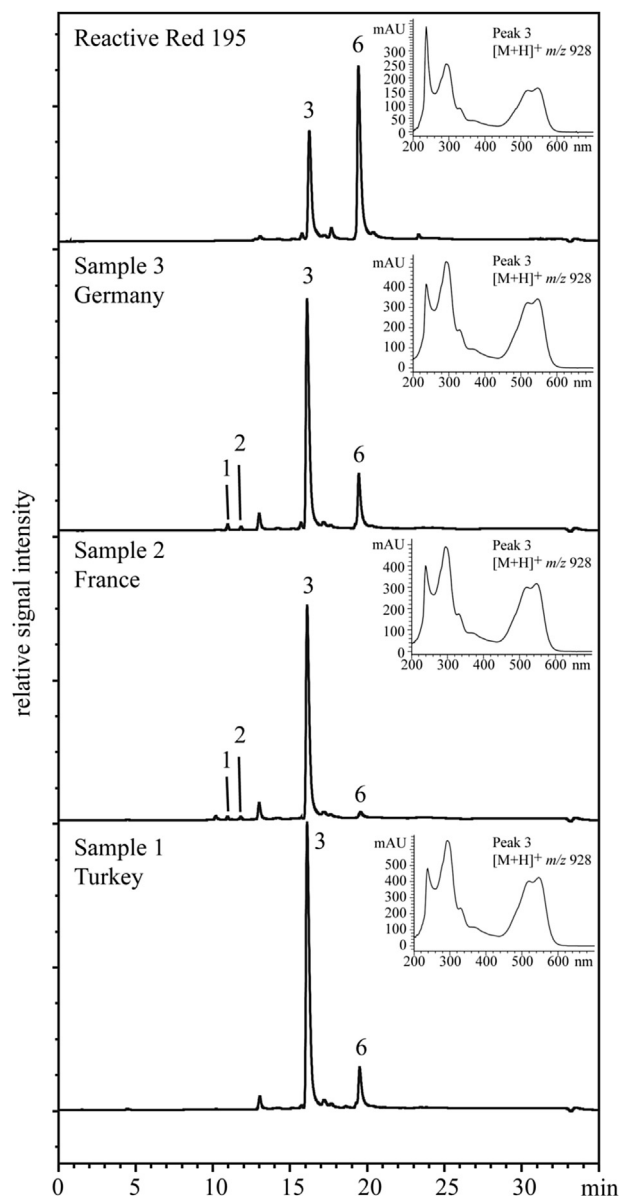 Reactive Red 195
3
6
mAU
Peak 3
[M+H]+ m/z 928
300
250
200
150
100
50
0
200 300 400 500 600 nm
Sample 3
Germany
1
2
3
6
mAU
Peak 3
[M+H]+ m/z 928
400
300
200
100
0
200 300 400 500 600 nm
Sample 2
France
1
2
3
6
mAU
Peak 3
[M+H]+ m/z 928
400
300
200
100
0
200 300 400 500 600 nm
Sample 1
Turkey
3
6
mAU
Peak 3
[M+H]+ m/z 928
500
400
300
200
100
0
200 300 400 500 600 nm
relative signal intensity
0 5 10 15 20 25 30 min